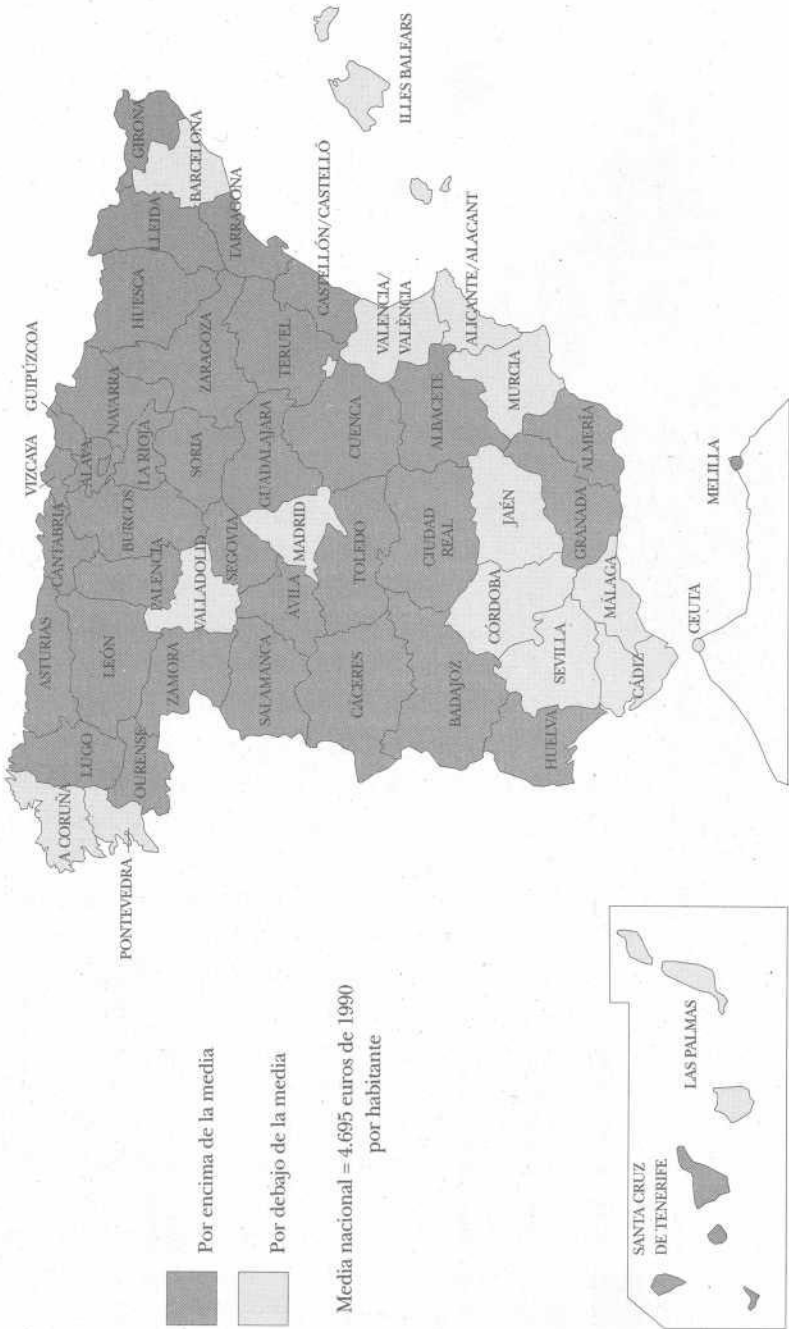 Por encima de la media
Por debajo de la media
Media nacional = 4.695 euros de 1990
por habitante
A CORUÑA
LUGO
PONTEVEDRA
OURENSE
ASTURIAS
CANTABRIA
VIZCAYA
GUIPÚZCOA
ÁLAVA
NAVARRA
LEÓN
PALENCIA
BURGOS
LA RIOJA
HUESCA
LLEIDA
GIRONA
BARCELONA
ZAMORA
VALLADOLID
SORIA
ZARAGOZA
TARRAGONA
SEGOVIA
SALAMANCA
ÁVILA
MADRID
GUADALAJARA
TERUEL
CASTELLÓN/CASTELLÓ
CÁCERES
TOLEDO
CUENCA
VALENCIA/
VALÈNCIA
ILLES BALEARS
BADAJOZ
CIUDAD
REAL
ALBACETE
ALICANTE/ALACANT
HUELVA
SEVILLA
CÓRDOBA
JAÉN
MURCIA
CÁDIZ
MÁLAGA
GRANADA
ALMERÍA
CEUTA
MELILLA
SANTA CRUZ
DE TENERIFE
LAS PALMAS